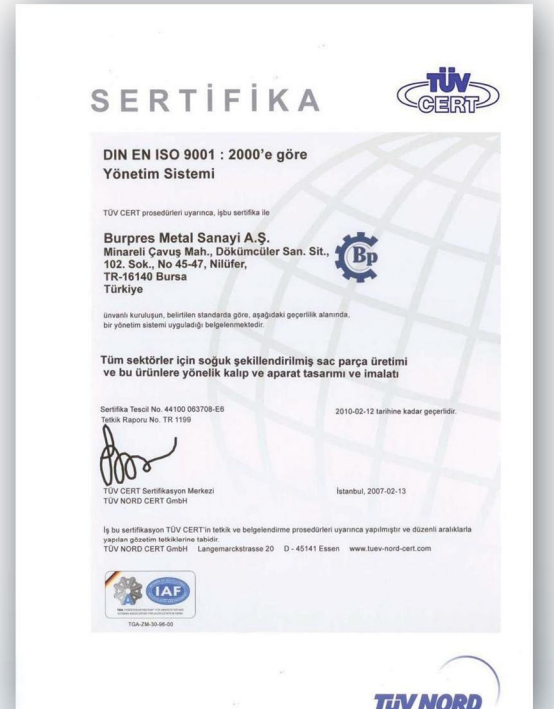 SERTİFİKA
TÜV
CERT
DIN EN ISO 9001 : 2000'e göre
Yönetim Sistemi
TÜV CERT prosedürleri uyarınca, işbu sertifika ile
Burpres Metal Sanayi A.Ş.
Minareli Çavuş Mah., Dökümcüler San. Sit.,
102. Sok., No 45-47, Nilüfer,
TR-16140 Bursa
Türkiye
Bp
ünvanlı kuruluşun, belirtilen standarda göre, aşağıdaki geçerlilik alanında,
bir yönetim sistemi uyguladığı belgelenmektedir.
Tüm sektörler için soğuk şekillendirilmiş sac parça üretimi
ve bu ürünlere yönelik kalıp ve aparat tasarımı ve imalatı
Sertifika Tescil No. 44100 063708-E6
Tetkik Raporu No. TR 1199
2010-02-12 tarihine kadar geçerlidir.
TÜV CERT Sertifikasyon Merkezi
TÜV NORD CERT GmbH
İstanbul, 2007-02-13
İş bu sertifikasyon TÜV CERT'in tetkik ve belgelendirme prosedürleri uyarınca yapılmıştır ve düzenli aralıklarla
yapılan gözetim tetkiklerine tabidir.
TÜV NORD CERT GmbH Langemarckstrasse 20 D - 45141 Essen www.tuev-nord-cert.com
IAF
TGA-ZM-30-96-00
TÜV NORD